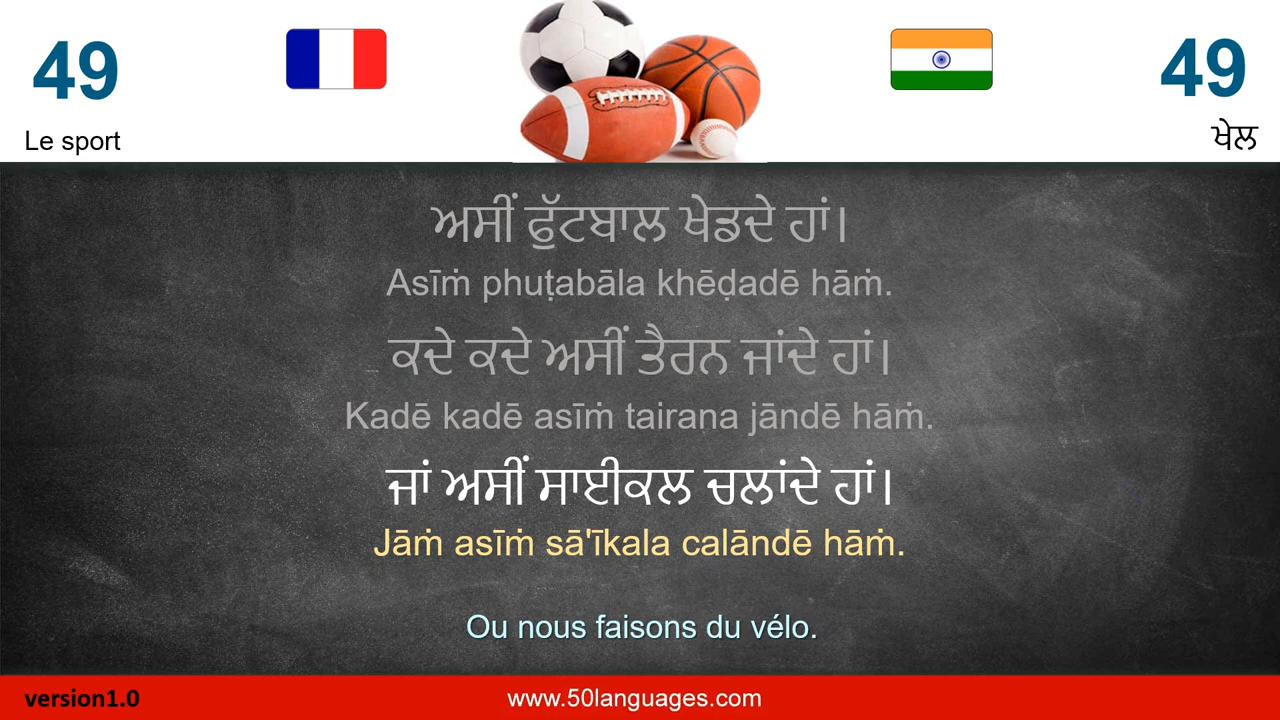 49
49
Le sport
ਖੇਲ
ਅਸੀਂ ਫੁੱਟਬਾਲ ਖੇਡਦੇ ਹਾਂ।
Asīṁ phuṭabāla khēḍadē hāṁ.
ਕਦੇ ਕਦੇ ਅਸੀਂ ਤੈਰਨ ਜਾਂਦੇ ਹਾਂ।
Kadē kadē asīṁ tairana jāndē hāṁ.
ਜਾਂ ਅਸੀਂ ਸਾਈਕਲ ਚਲਾਂਦੇ ਹਾਂ।
Jāṁ asīṁ sā'īkala calāndē hāṁ.
Ou nous faisons du vélo.
version1.0
www.50languages.com